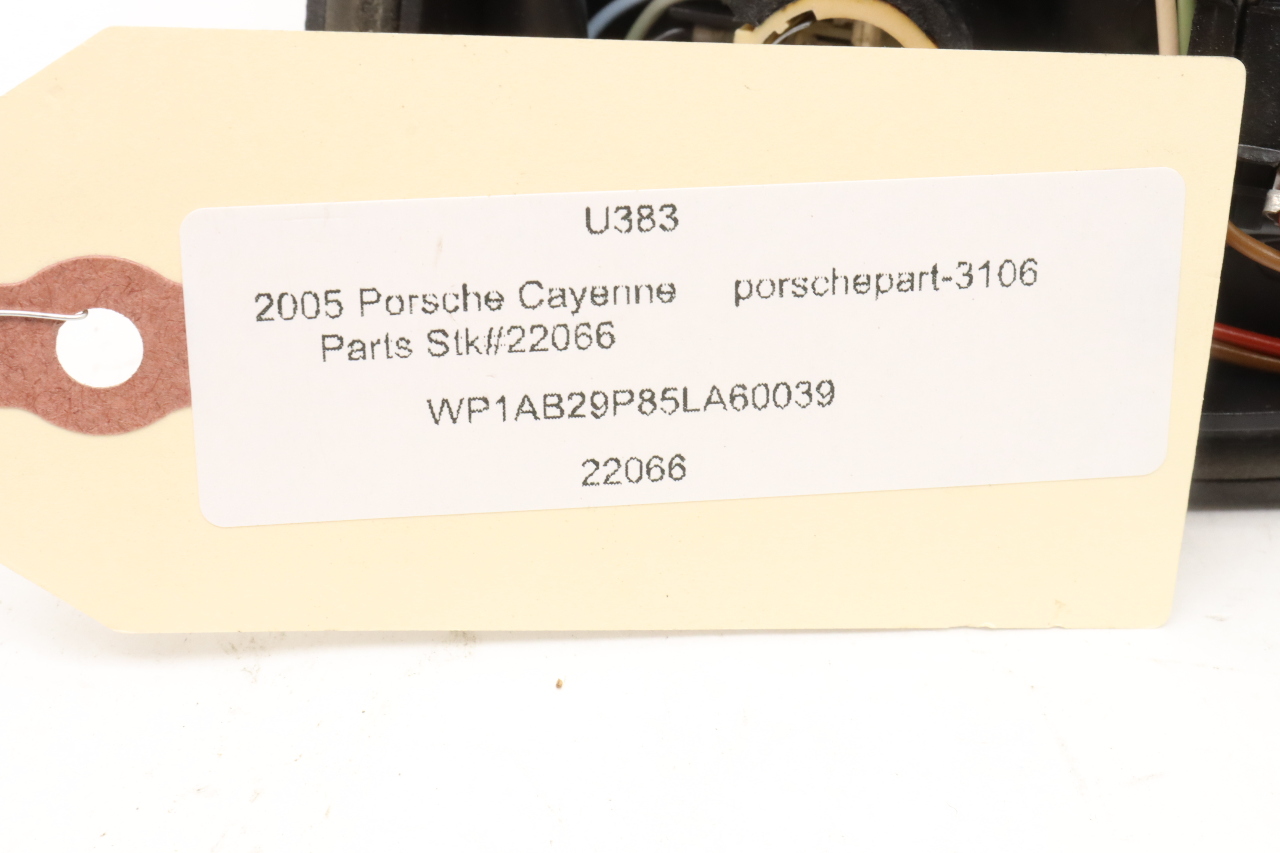 U383
2005 Porsche Cayenne porschepart-3106
Parts Stk#22066
WP1AB29P85LA60039
22066